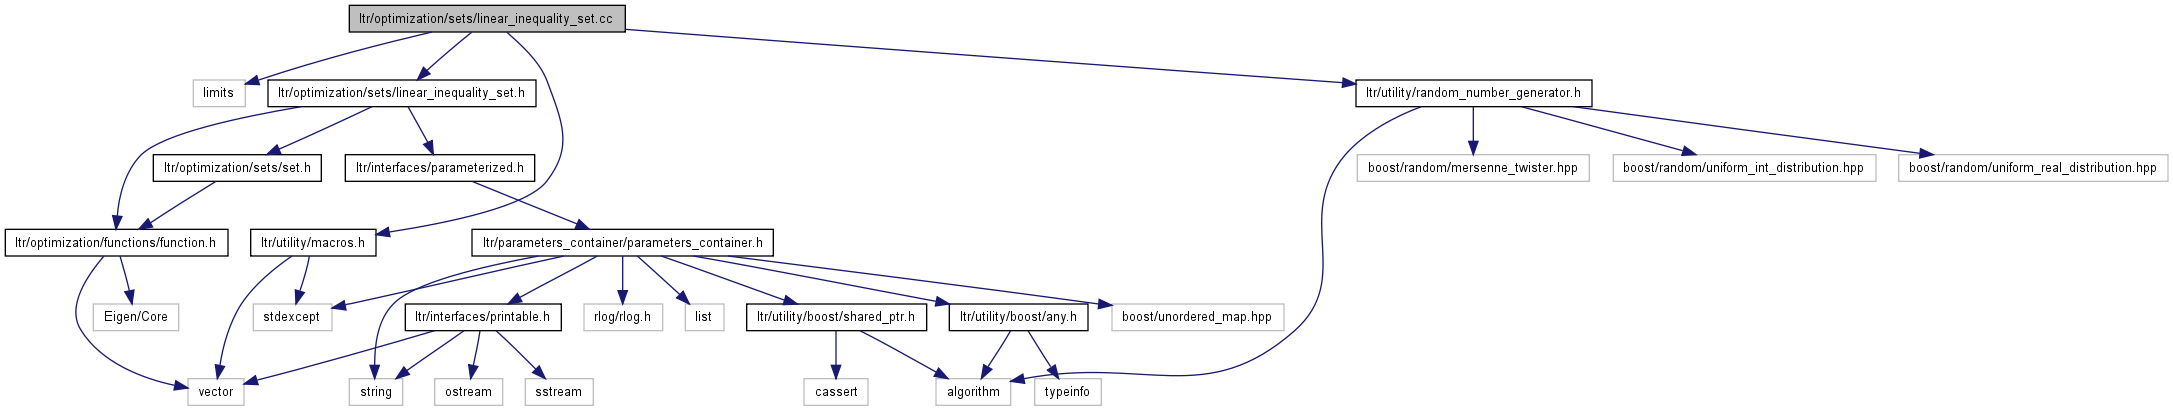 ltr/optimization/sets/linear_inequality_set.cc
limits
ltr/optimization/sets/linear_inequality_set.h
ltr/utility/random_number_generator.h
ltr/optimization/sets/set.h
ltr/interfaces/parameterized.h
boost/random/mersenne_twister.hpp
boost/random/uniform_int_distribution.hpp
boost/random/uniform_real_distribution.hpp
ltr/optimization/functions/function.h
ltr/utility/macros.h
ltr/parameters_container/parameters_container.h
Eigen/Core
stdexcept
ltr/interfaces/printable.h
rlog/rlog.h
list
ltr/utility/boost/shared_ptr.h
ltr/utility/boost/any.h
boost/unordered_map.hpp
vector
string
ostream
sstream
cassert
algorithm
typeinfo